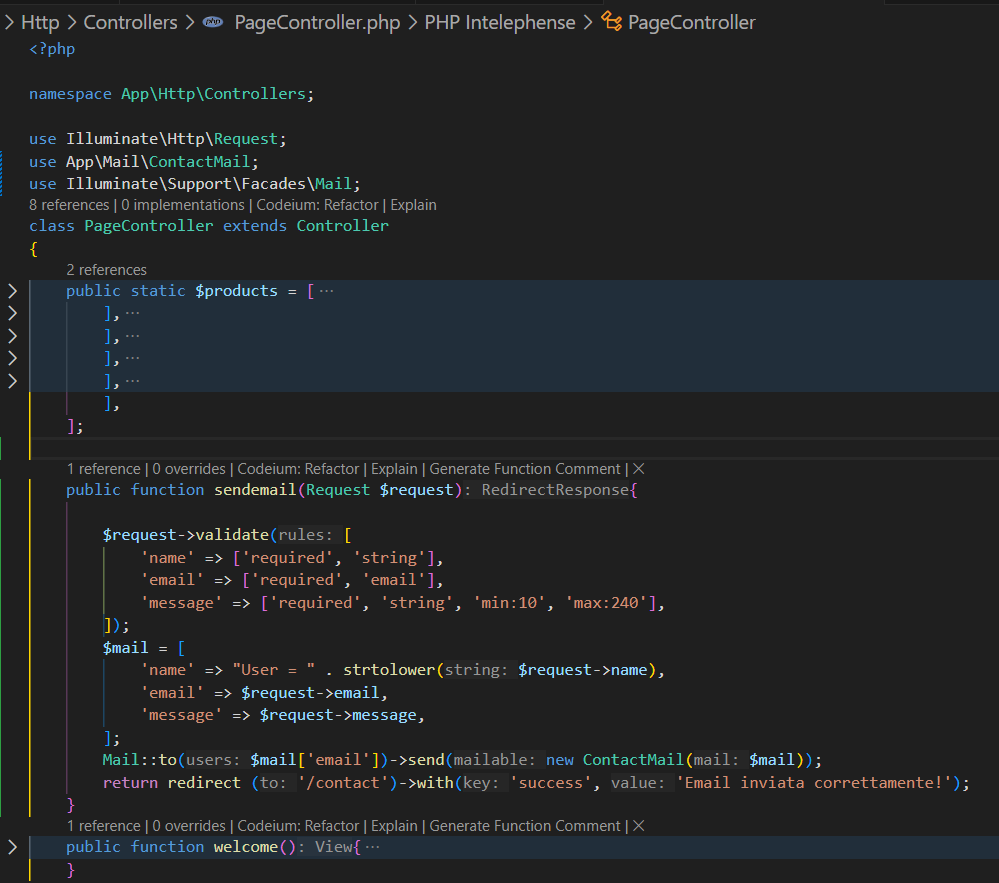 Http > Controllers > php PageController.php > PHP Intelephense > PageController
<?php
namespace App\Http\Controllers;
use Illuminate\Http\Request;
use App\Mail\ContactMail;
use Illuminate\Support\Facades\Mail;
8 references | 0 implementations | Codeium: Refactor | Explain
class PageController extends Controller
{
2 references
public static $products = [ ···
], ···
], ···
], ···
], ···
],
];
1 reference | 0 overrides | Codeium: Refactor | Explain | Generate Function Comment | ×
public function sendemail(Request $request): RedirectResponse{
$request->validate(rules: [
'name' => ['required', 'string'],
'email' => ['required', 'email'],
'message' => ['required', 'string', 'min:10', 'max:240'],
]);
$mail = [
'name' => "User = " . strtolower(string: $request->name),
'email' => $request->email,
'message' => $request->message,
];
Mail::to(users: $mail['email'])->send(mailable: new ContactMail(mail: $mail));
return redirect (to: '/contact')->with(key: 'success', value: 'Email inviata correttamente!');
}
1 reference | 0 overrides | Codeium: Refactor | Explain | Generate Function Comment | ×
public function welcome(): View{ ···
}